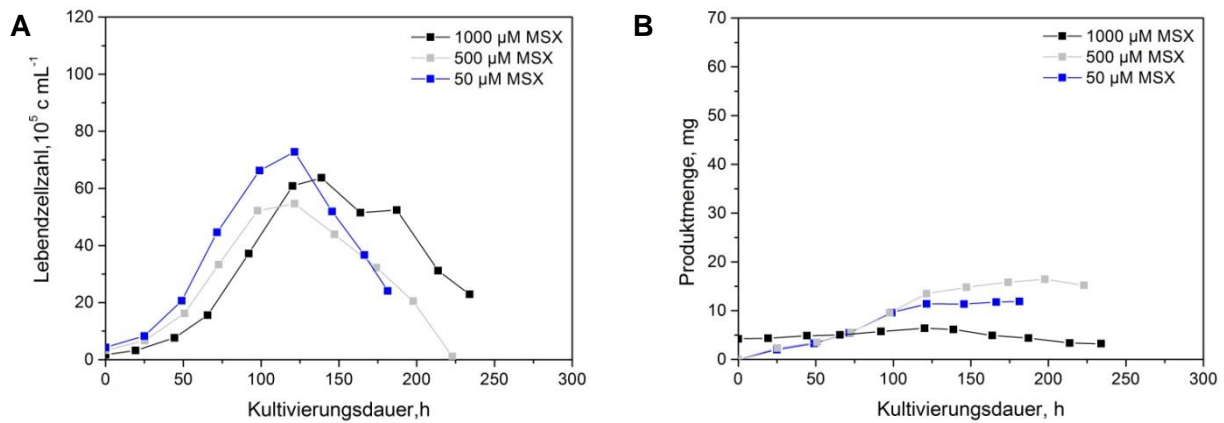 A
Lebendzellzahl,10⁵ c mL⁻¹
120
100
80
60
40
20
0
1000 µM MSX
500 µM MSX
50 µM MSX
0 50 100 150 200 250 300
Kultivierungsdauer,h
B
Produktmenge, mg
70
60
50
40
30
20
10
0
1000 µM MSX
500 µM MSX
50 µM MSX
0 50 100 150 200 250 300
Kultivierungsdauer, h